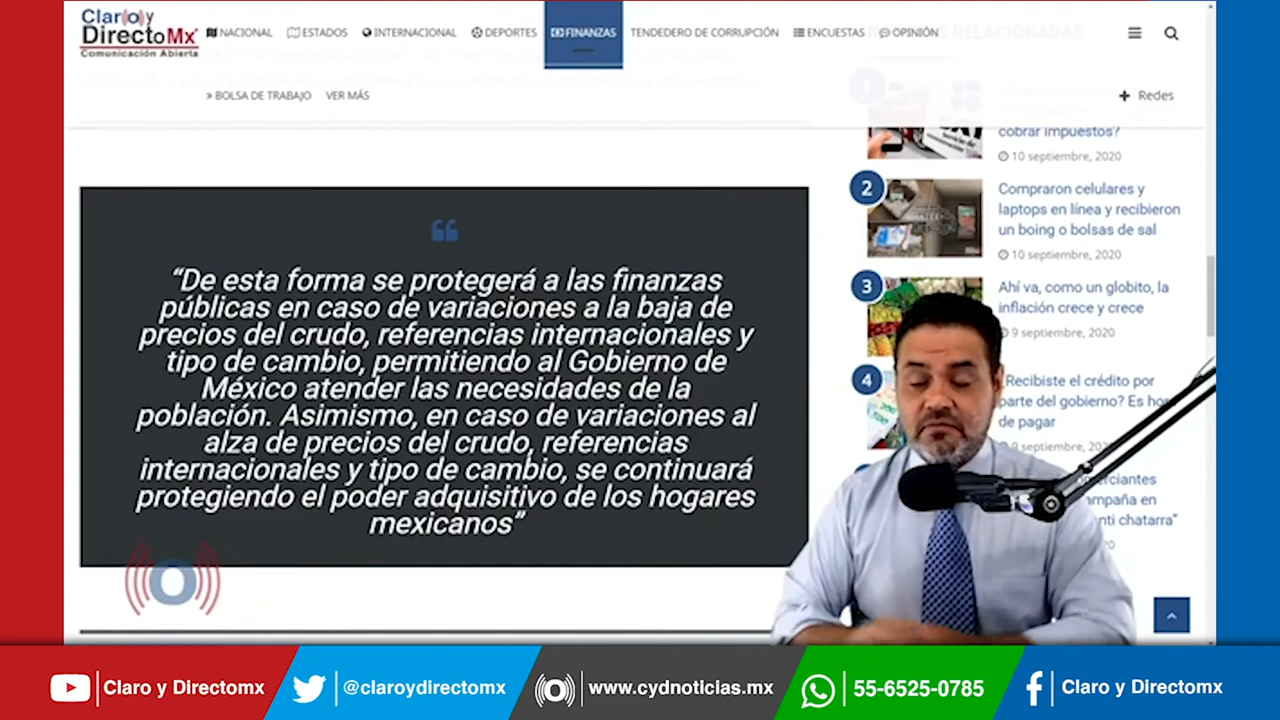 Claro y
DirectoMx
Comunicación Abierta
NACIONAL
ESTADOS
INTERNACIONAL
DEPORTES
FINANZAS
TENDEDERO DE CORRUPCIÓN
ENCUESTAS
OPINIÓN
» BOLSA DE TRABAJO
VER MÁS
+ Redes
“De esta forma se protegerá a las finanzas
públicas en caso de variaciones a la baja de
precios del crudo, referencias internacionales y
tipo de cambio, permitiendo al Gobierno de
México atender las necesidades de la
población. Asimismo, en caso de variaciones al
alza de precios del crudo, referencias
internacionales y tipo de cambio, se continuará
protegiendo el poder adquisitivo de los hogares
mexicanos”
RELACIONADAS
1
cobrar impuestos?
10 septiembre, 2020
2
Compraron celulares y
laptops en línea y recibieron
un boing o bolsas de sal
10 septiembre, 2020
3
Ahí va, como un globito, la
inflación crece y crece
9 septiembre, 2020
4
Recibiste el crédito por
parte del gobierno? Es
de pagar
9 septiembre, 202
en
chatarra”
Claro y Directomx
@claroydirectomx
www.cydnoticias.mx
55-6525-0785
Claro y Directomx